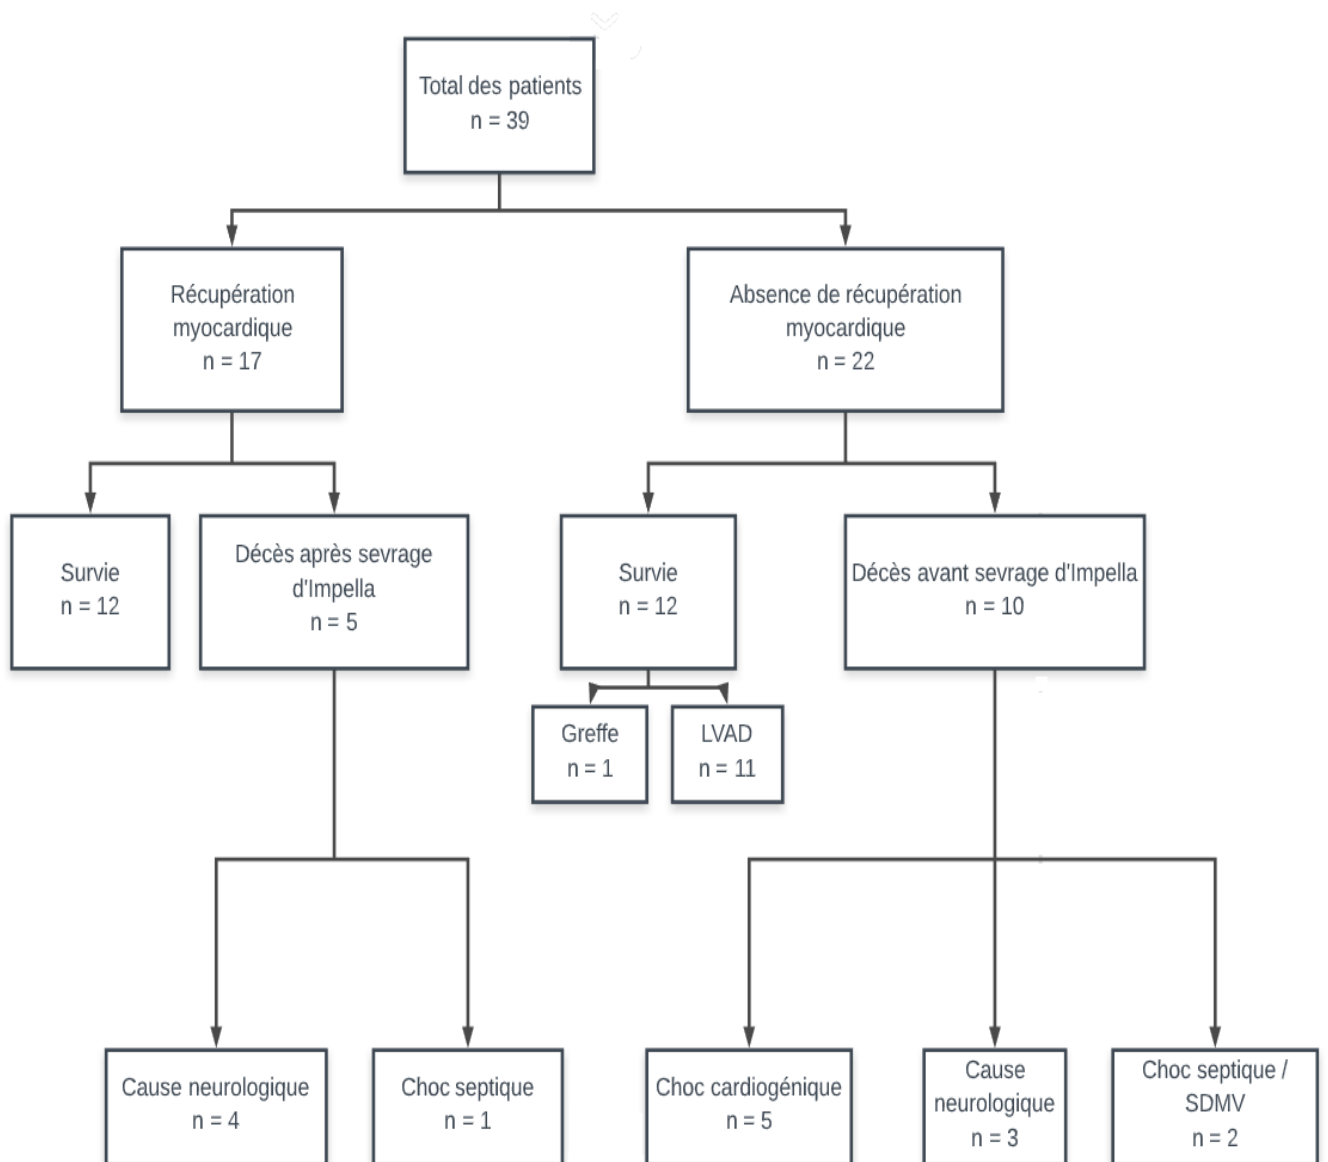 Total des patients
n = 39
Récupération
myocardique
n = 17
Absence de récupération
myocardique
n = 22
Survie
n = 12
Décès après sevrage
d'Impella
n = 5
Survie
n = 12
Décès avant sevrage d'Impella
n = 10
Greffe
n = 1
LVAD
n = 11
Cause neurologique
n = 4
Choc septique
n = 1
Choc cardiogénique
n = 5
Cause
neurologique
n = 3
Choc septique /
SDMV
n = 2